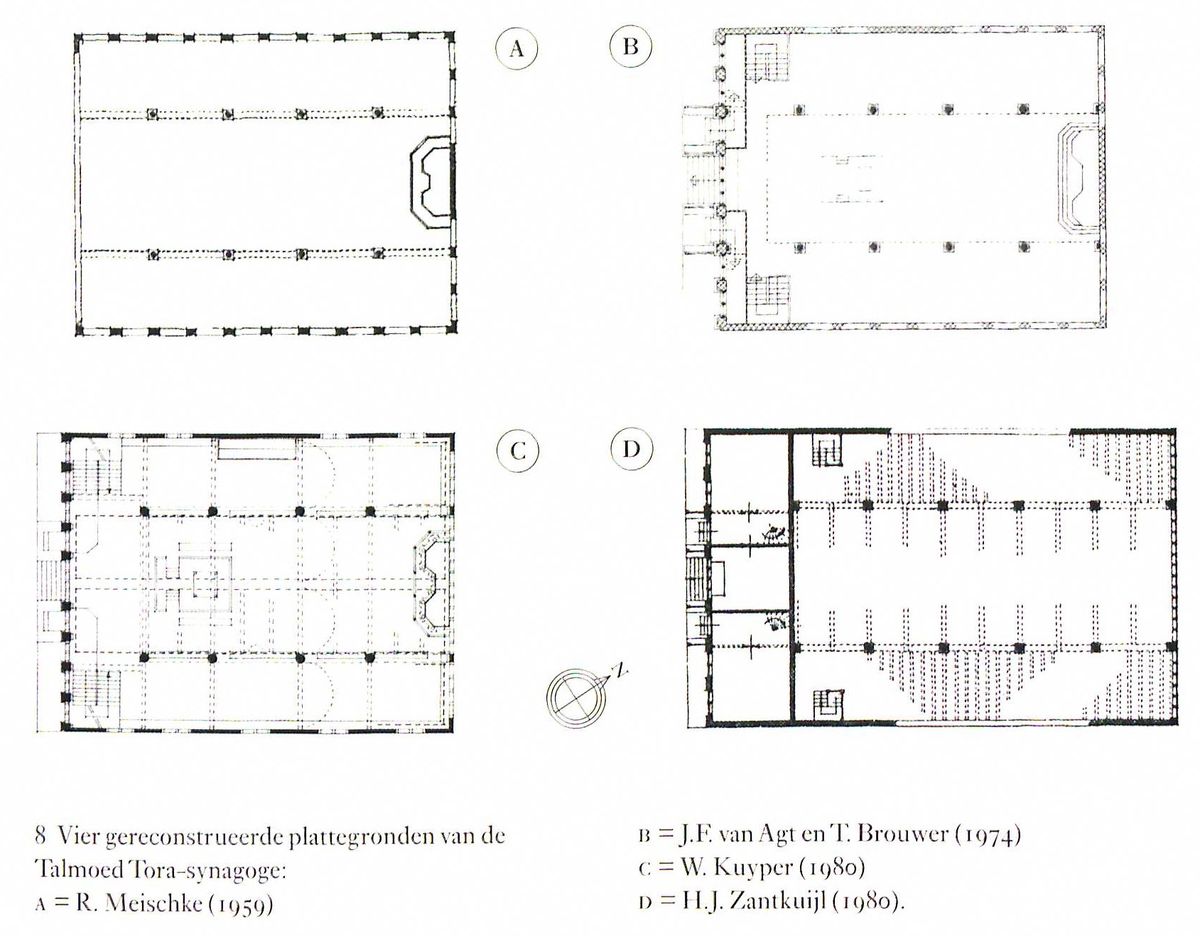 A
B
C
D
N
8 Vier gereconstrueerde plattegronden van de
Talmoed Tora-synagoge:
A = R. Meischke (1959)
B = J.F. van Agt en T. Brouwer (1974)
C = W. Kuyper (1980)
D = H.J. Zantkuijl (1980).